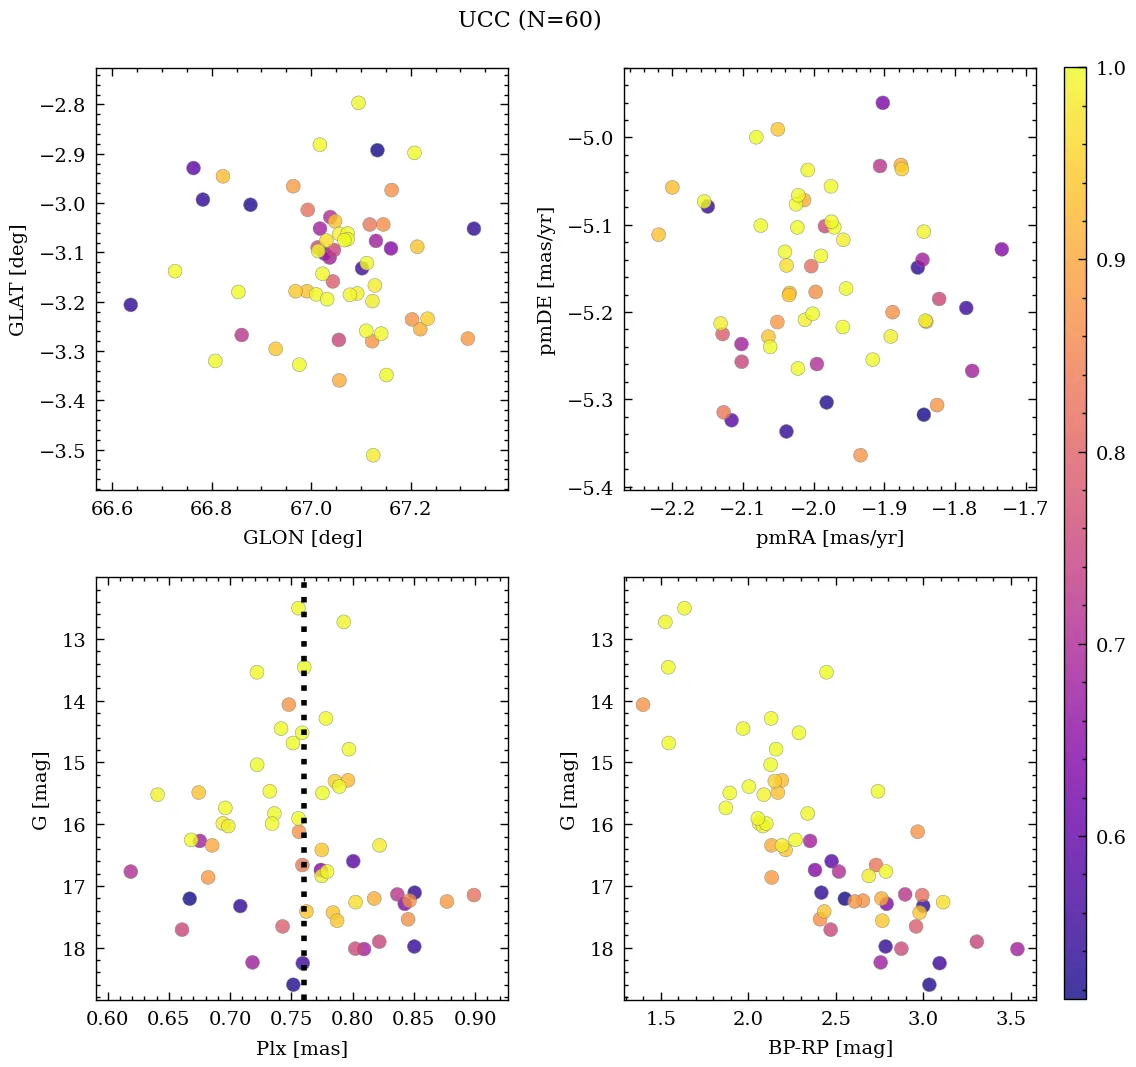 UCC (N=60)
−2.8
−2.9
−3.0
−3.1
−3.2
−3.3
−3.4
−3.5
GLAT [deg]
66.6 66.8 67.0 67.2
GLON [deg]
−5.0
−5.1
−5.2
−5.3
−5.4
pmDE [mas/yr]
−2.2 −2.1 −2.0 −1.9 −1.8 −1.7
pmRA [mas/yr]
1.0
0.9
0.8
0.7
0.6
13
14
15
16
17
18
G [mag]
0.60 0.65 0.70 0.75 0.80 0.85 0.90
Plx [mas]
13
14
15
16
17
18
G [mag]
1.5 2.0 2.5 3.0 3.5
BP-RP [mag]